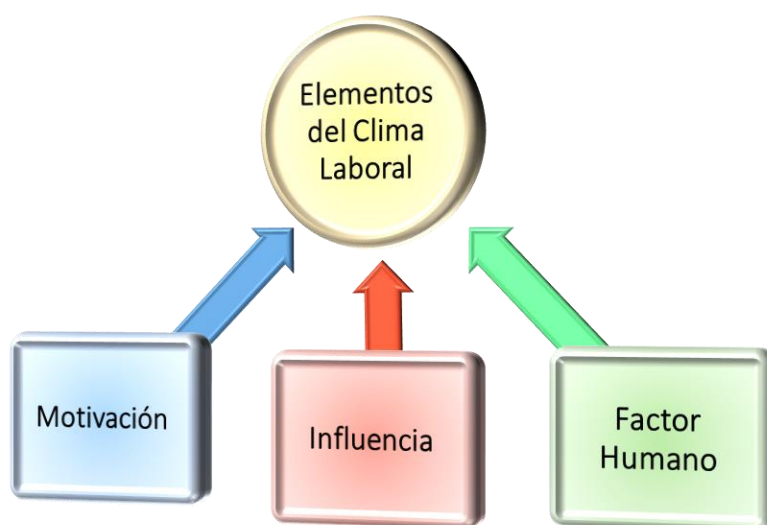 Elementos
del Clima
Laboral
Motivación
Influencia
Factor
Humano